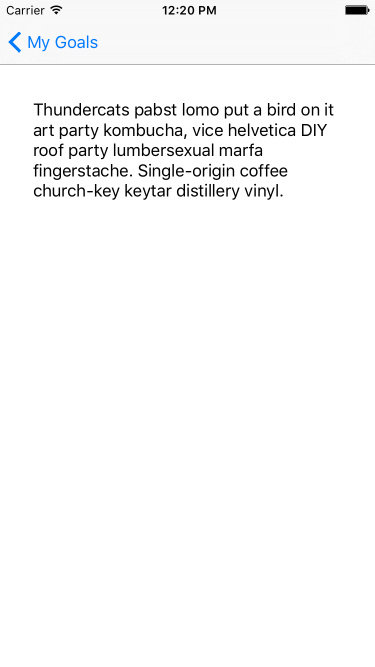 Carrier 12:20 PM
My Goals
Thundercats pabst lomo put a bird on it
art party kombucha, vice helvetica DIY
roof party lumbersexual marfa
fingerstache. Single-origin coffee
church-key keytar distillery vinyl.